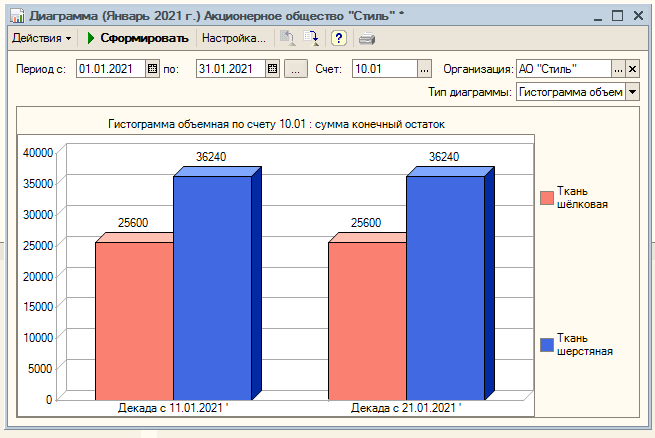 Диаграмма (Январь 2021 г.) Акционерное общество "Стиль" *
Действия Сформировать Настройка... ?
Период с: 01.01.2021 по: 31.01.2021 ... Счет: 10.01 ... Организация: АО "Стиль" ... ×
Тип диаграммы: Гистограмма объем
Гистограмма объемная по счету 10.01 : сумма конечный остаток
40000
35000
30000
25000
20000
15000
10000
5000
0
25600
36240
25600
36240
Декада с 11.01.2021 '
Декада с 21.01.2021 '
Ткань
шёлковая
Ткань
шерстяная